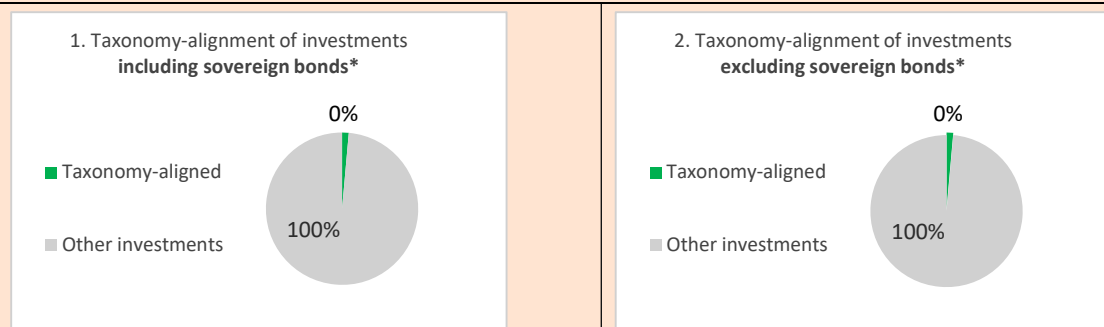 1. Taxonomy-alignment of investments
including sovereign bonds*
0%
Taxonomy-aligned
100%
Other investments
2. Taxonomy-alignment of investments
excluding sovereign bonds*
0%
Taxonomy-aligned
100%
Other investments